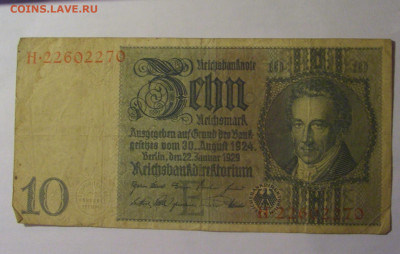 COINS.LAVE.RU
Reichsbanknote
H·22602270
Zehn
Reichsmark
Ausgegeben auf Grund des Bank-
gesetzes vom 30. August 1924
Berlin, den 22. Januar 1929
Reichsbankdirektorium
10
H·22602270